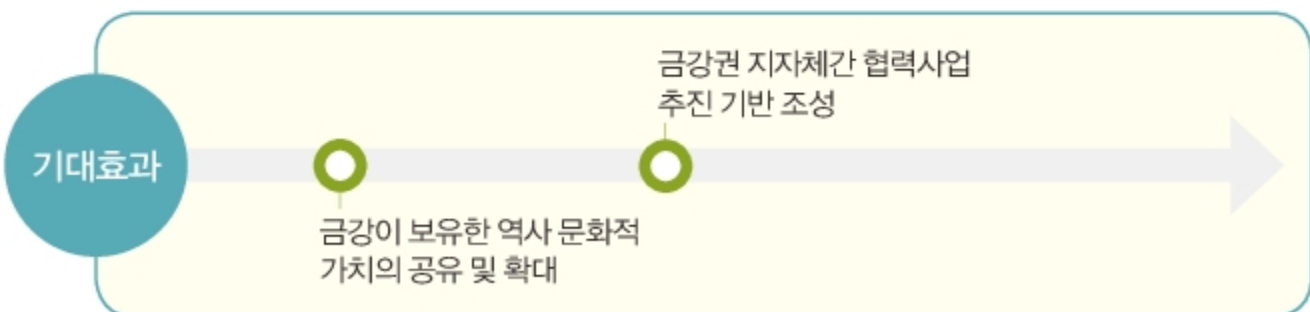 기대효과
금강이 보유한 역사 문화적
가치의 공유 및 확대
금강권 지자체간 협력사업
추진 기반 조성